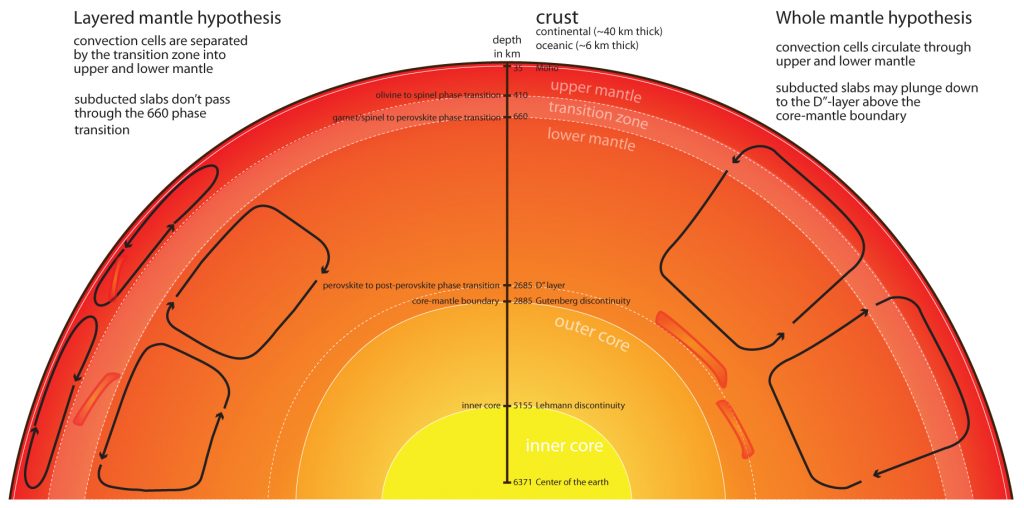 Layered mantle hypothesis
convection cells are separated
by the transition zone into
upper and lower mantle
subducted slabs don't pass
through the 660 phase
transition
crust
continental (~40 km thick)
oceanic (~6 km thick)
depth
in km
Whole mantle hypothesis
convection cells circulate through
upper and lower mantle
subducted slabs may plunge down
to the D"-layer above the
core-mantle boundary
35 Moho
upper mantle
olivine to spinel phase transition 410
transition zone
garnet/spinel to perovskite phase transition 660
lower mantle
perovskite to post-perovskite phase transition 2685 D" layer
core-mantle boundary 2885 Gutenberg discontinuity
outer core
inner core 5155 Lehmann discontinuity
inner core
6371 Center of the earth